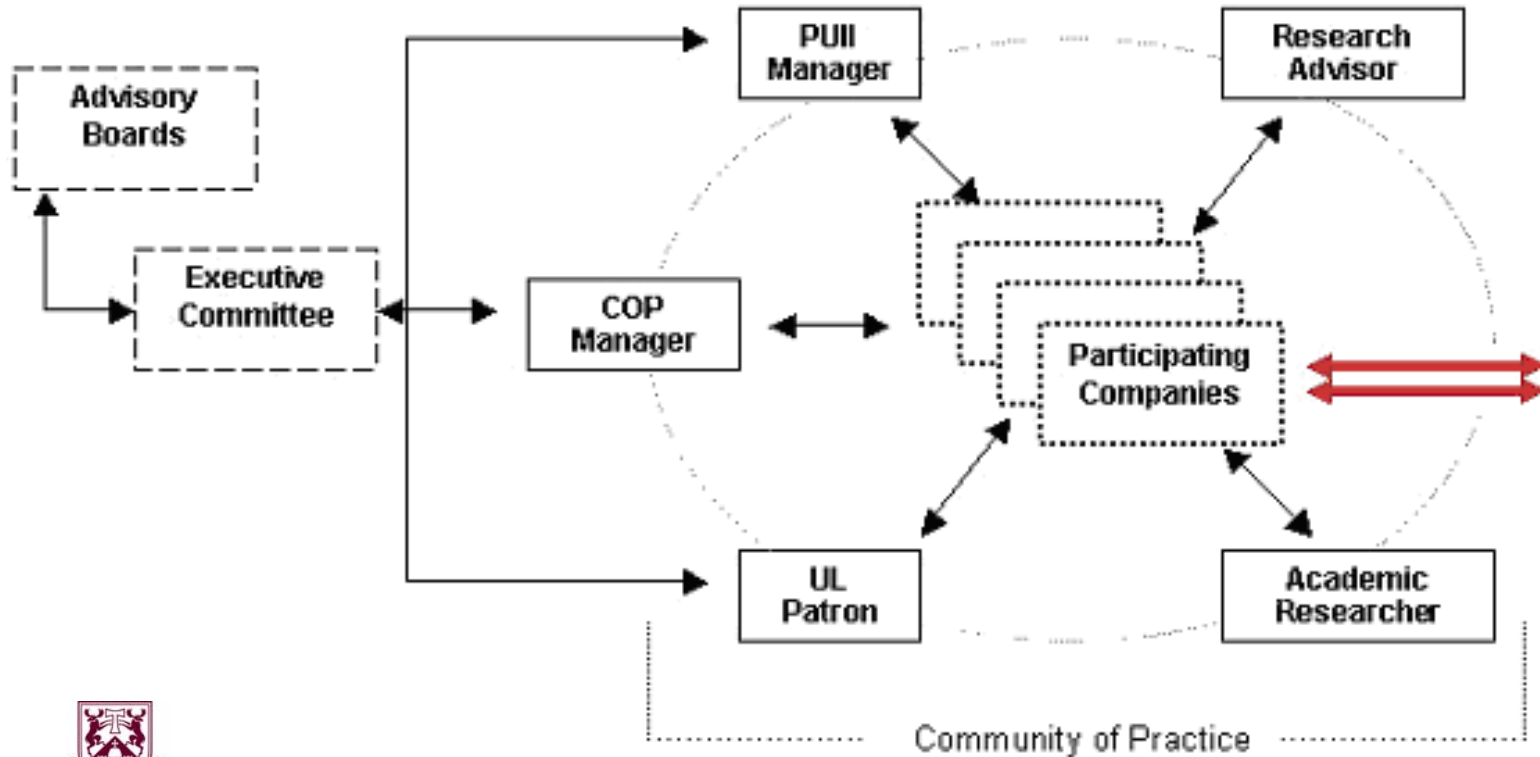 PUII
Manager
Research
Advisor
Advisory
Boards
Executive
Committee
COP
Manager
Participating
Companies
UL
Patron
Academic
Researcher
Community of Practice